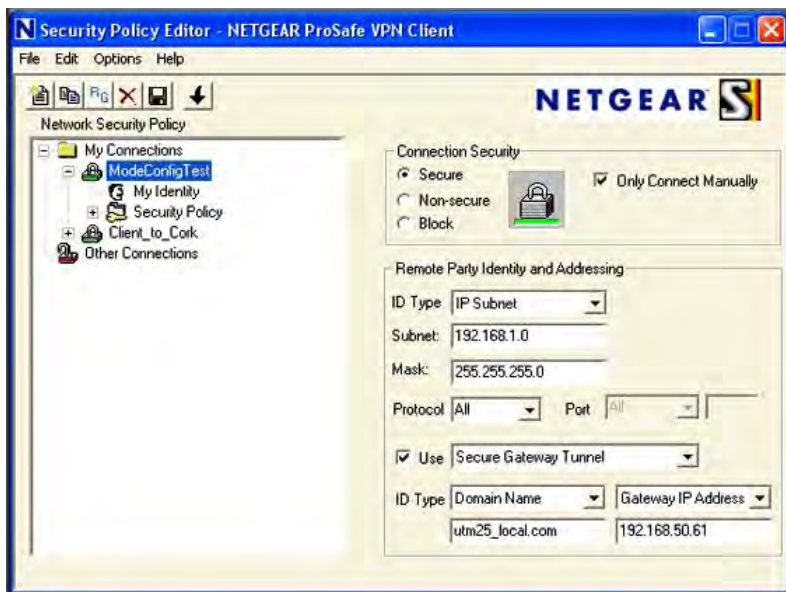 N Security Policy Editor - NETGEAR ProSafe VPN Client
File Edit Options Help
RG
NETGEAR
Network Security Policy
My Connections
ModeConfigTest
My Identity
Security Policy
Client_to_Cork
Other Connections
Connection Security
Secure
Non-secure
Block
Only Connect Manually
Remote Party Identity and Addressing
ID Type IP Subnet
Subnet: 192.168.1.0
Mask: 255.255.255.0
Protocol All Port All
Use Secure Gateway Tunnel
ID Type Domain Name Gateway IP Address
utm25_local.com 192.168.50.61